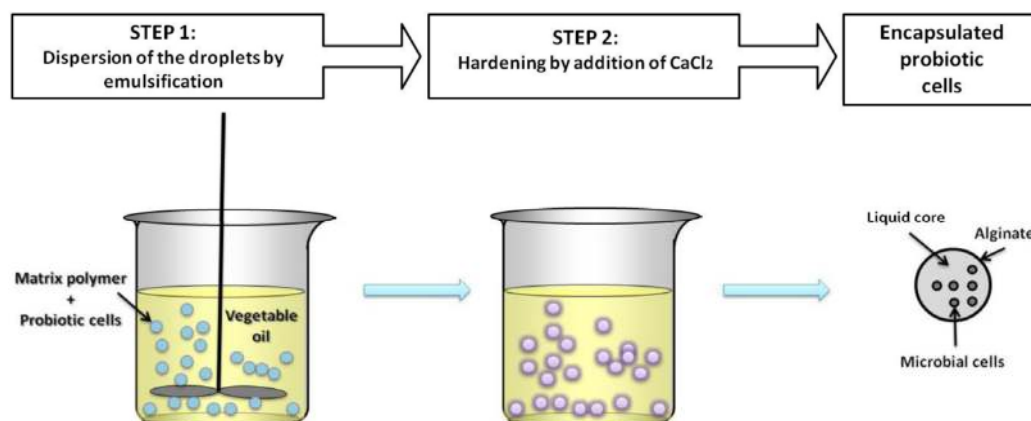 STEP 1:
Dispersion of the droplets by
emulsification
STEP 2:
Hardening by addition of CaCl₂
Encapsulated
probiotic
cells
Matrix polymer
+
Probiotic cells
Vegetable
oil
Liquid core
Alginate
Microbial cells